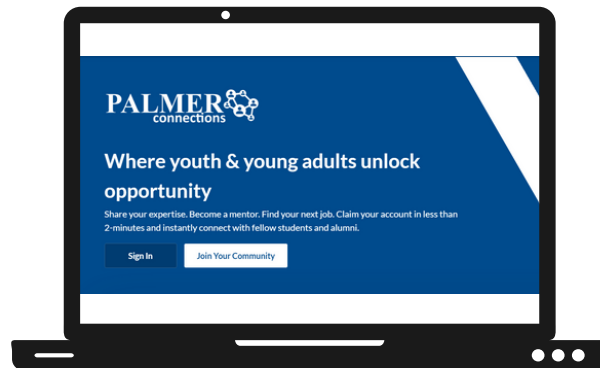 PALMER
connections
Where youth & young adults unlock
opportunity
Share your expertise. Become a mentor. Find your next job. Claim your account in less than
2-minutes and instantly connect with fellow students and alumni.
Sign In
Join Your Community